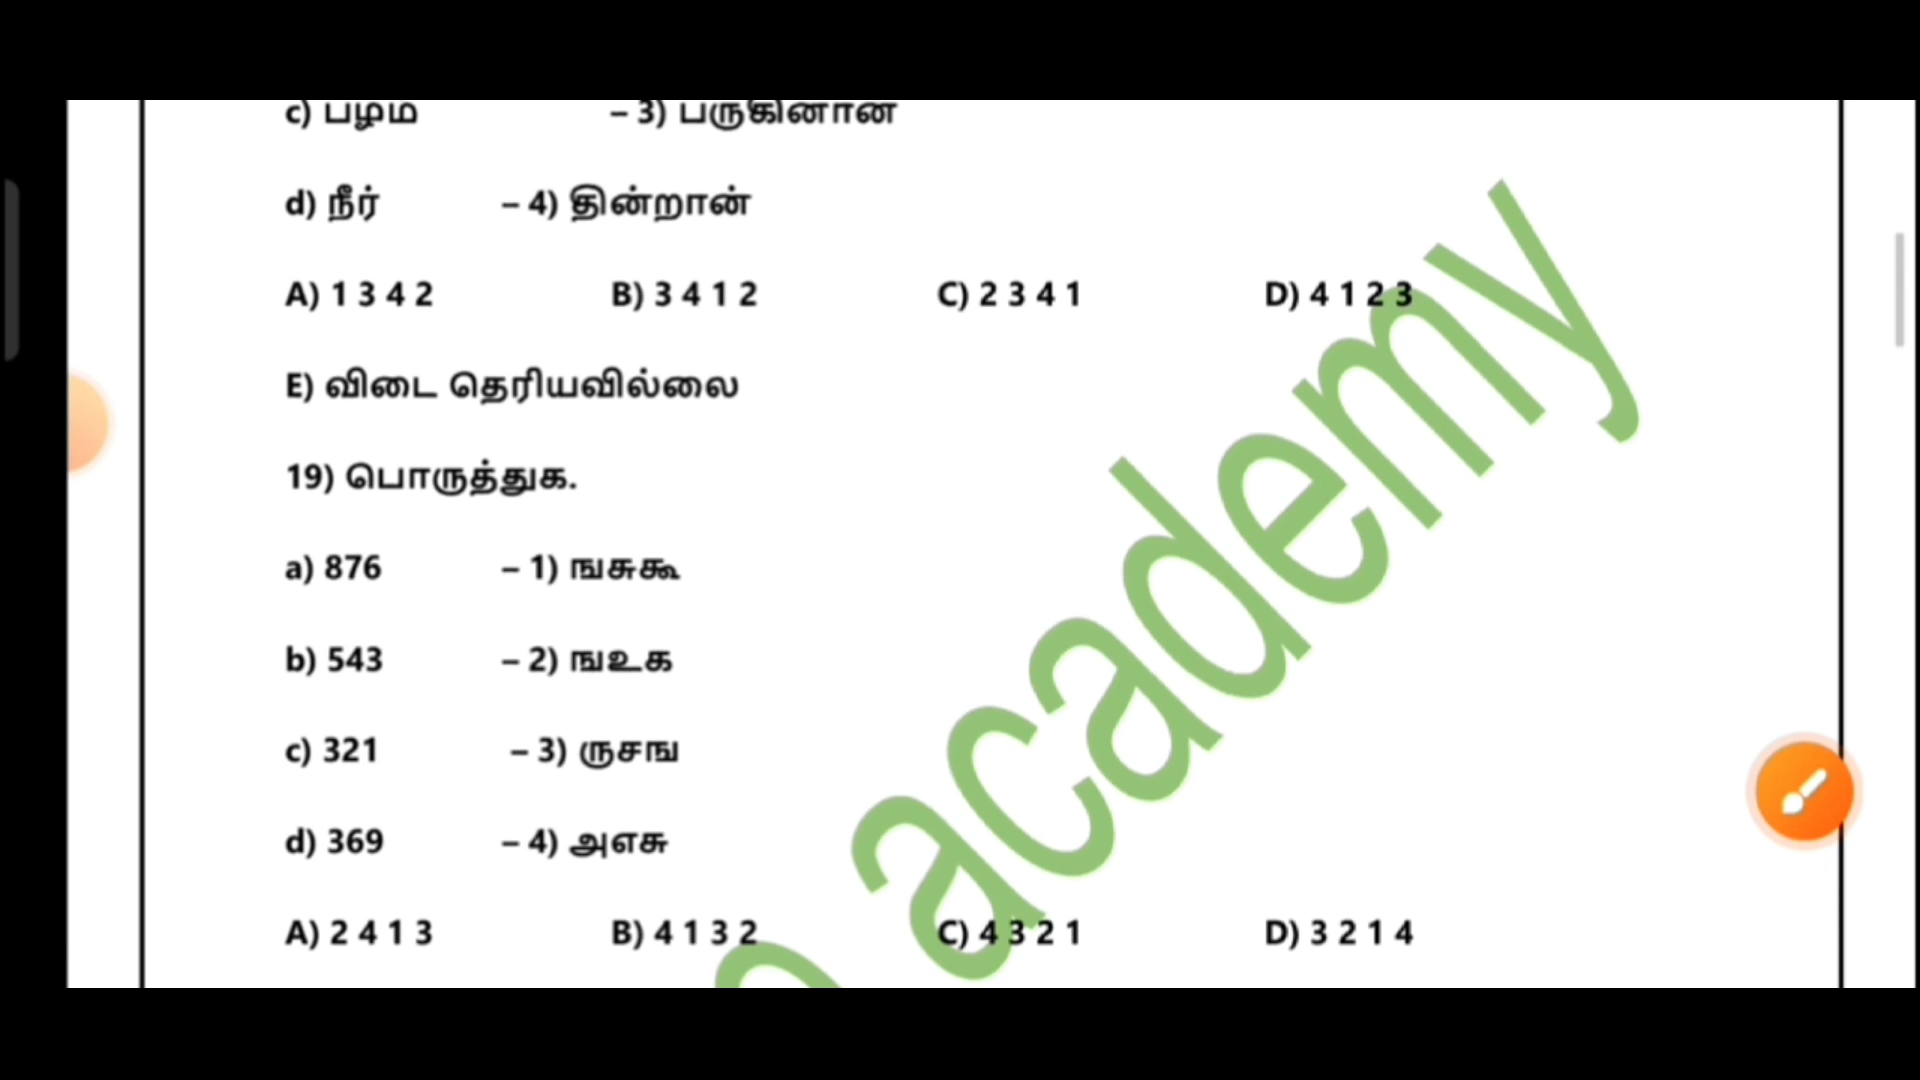 c) பழம் – 3) பருகினான்
d) நீர் – 4) தின்றான்
A) 1 3 4 2 B) 3 4 1 2 C) 2 3 4 1 D) 4 1 2 3
E) விடை தெரியவில்லை
19) பொருத்துக.
a) 876 – 1) ஙசுகூ
b) 543 – 2) ஙஉக
c) 321 – 3) ருசங
d) 369 – 4) அஎசு
A) 2 4 1 3 B) 4 1 3 2 C) 4 3 2 1 D) 3 2 1 4
academy